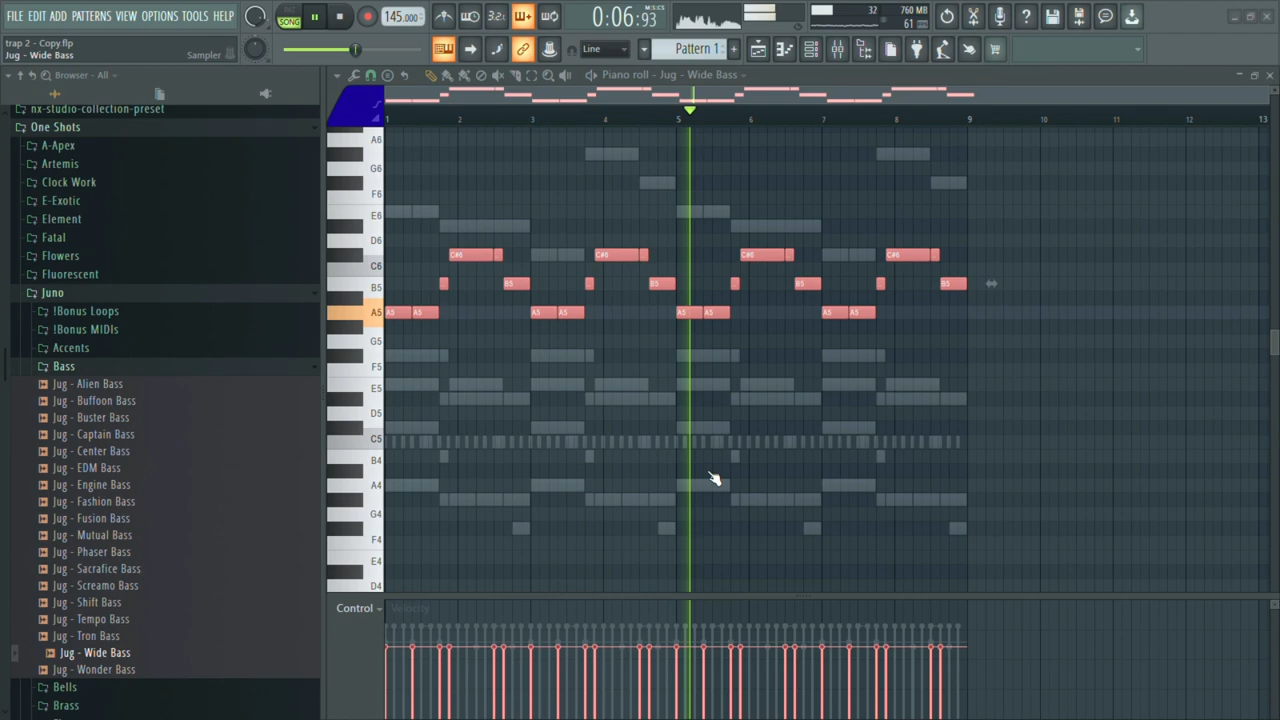 FILE EDIT ADD PATTERNS VIEW OPTIONS TOOLS HELP
SONG
3⅔:
145.000
0:06:93
32
760 MB
61
trap 2 - Copy.flp
Jug - Wide Bass
Sampler
Line
Pattern 1
+
Browser - All
Piano roll - Jug - Wide Bass
nx-studio-collection-preset
One Shots
A-Apex
Artemis
Clock Work
E-Exotic
Element
Fatal
Flowers
Fluorescent
Juno
!Bonus Loops
!Bonus MIDIs
Accents
Bass
Jug - Alien Bass
Jug - Buffoon Bass
Jug - Buster Bass
Jug - Captain Bass
Jug - Center Bass
Jug - EDM Bass
Jug - Engine Bass
Jug - Fashion Bass
Jug - Fusion Bass
Jug - Mutual Bass
Jug - Phaser Bass
Jug - Sacrafice Bass
Jug - Screamo Bass
Jug - Shift Bass
Jug - Tempo Bass
Jug - Tron Bass
Jug - Wide Bass
Jug - Wonder Bass
Bells
Brass
1 2 3 4 5 6 7 8 9 10 11 12 13
A6
G6
F6
E6
D6
C#6 C#6 C#6 C#6
C6
B5 B5 B5 B5 B5
A5 A5 A5 A5 A5 A5 A5 A5 A5
G5
F5
E5
D5
C5
B4
A4
G4
F4
E4
D4
Control Velocity